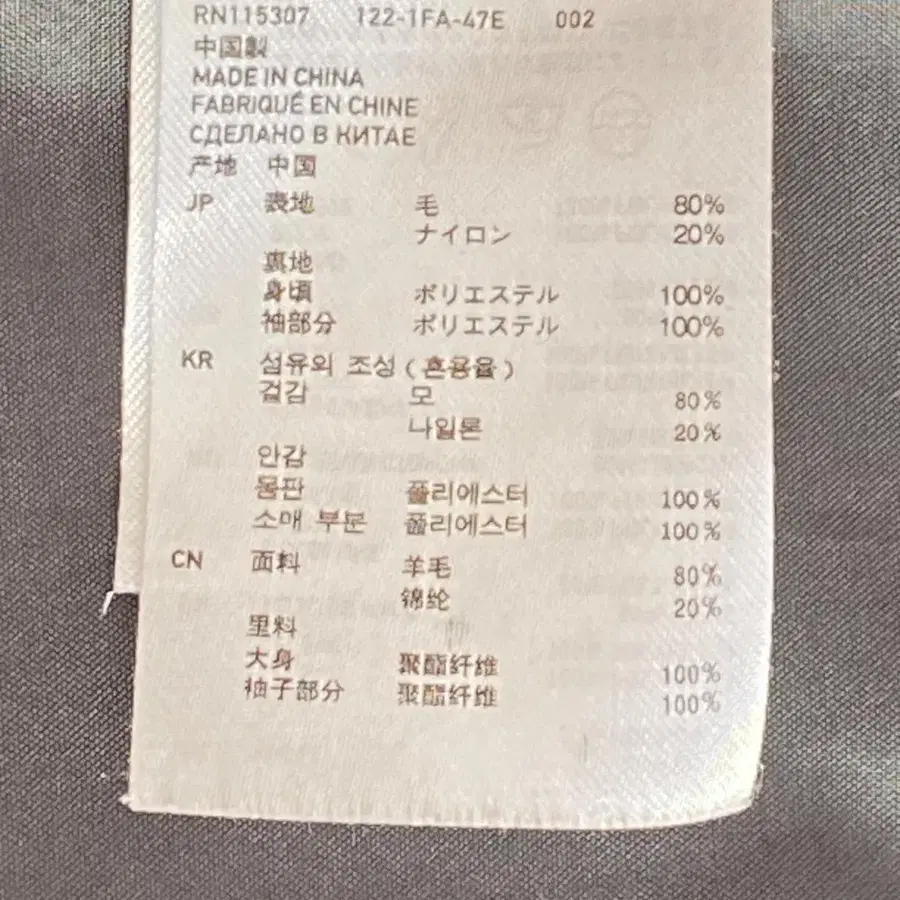 RN115307 122-1FA-47E 002
中国製
MADE IN CHINA
FABRIQUÉ EN CHINE
СДЕЛАНО В КИТАЕ
产地 中国
JP 表地 毛 80%
ナイロン 20%
裏地
身頃 ポリエステル 100%
袖部分 ポリエステル 100%
KR 섬유의 조성 ( 혼용율 )
겉감 모 80%
나일론 20%
안감
몸판 폴리에스터 100%
소매 부분 폴리에스터 100%
CN 面料 羊毛 80%
锦纶 20%
里料
大身 聚酯纤维 100%
袖子部分 聚酯纤维 100%